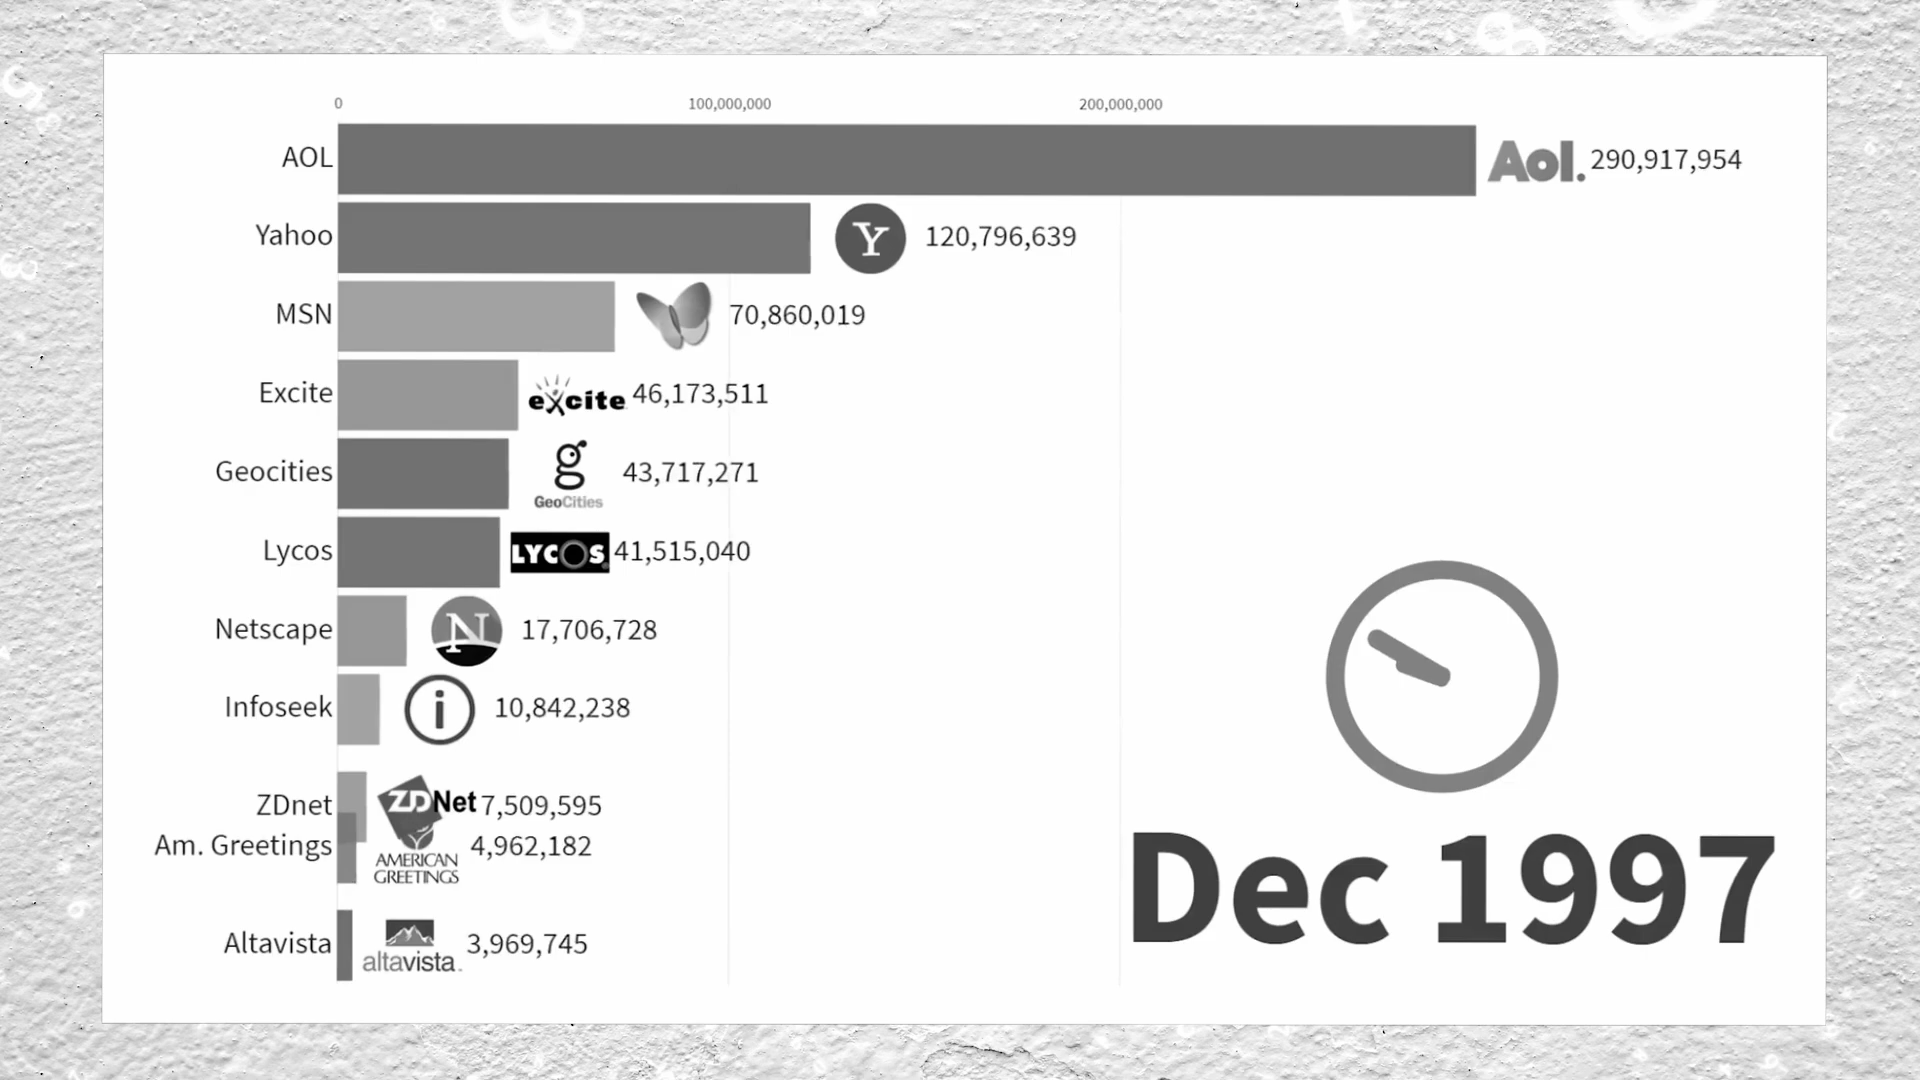 0 100,000,000 200,000,000
AOL Aol. 290,917,954
Yahoo Y 120,796,639
MSN 70,860,019
Excite excite 46,173,511
Geocities g GeoCities 43,717,271
Lycos LYCOS 41,515,040
Netscape N 17,706,728
Infoseek i 10,842,238
ZDnet ZDNet 7,509,595
Am. Greetings AMERICAN GREETINGS 4,962,182
Altavista altavista 3,969,745
Dec 1997